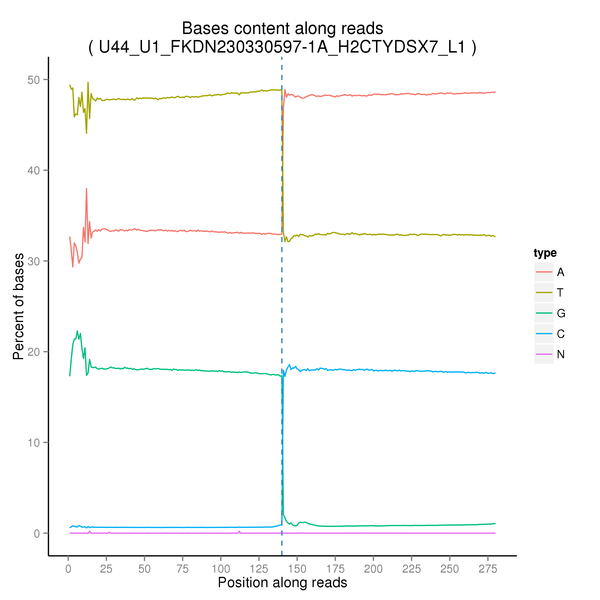 Bases content along reads
( U44_U1_FKDN230330597-1A_H2CTYDSX7_L1 )
Percent of bases
50
40
30
20
10
0
0 25 50 75 100 125 150 175 200 225 250 275
Position along reads
type
A
T
G
C
N